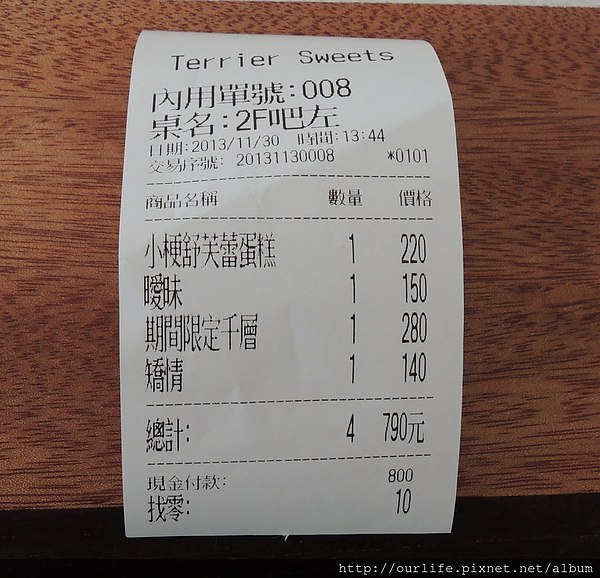 Terrier Sweets
內用單號:008
桌名:2F吧左
日期:2013/11/30 時間:13:44
交易序號: 20131130008 *0101
商品名稱 數量 價格
小梗舒芙蕾蛋糕 1 220
曖昧 1 150
期間限定千層 1 280
矯情 1 140
總計: 4 790元
現金付款: 800
找零: 10
http://ourlife.pixnet.net/album